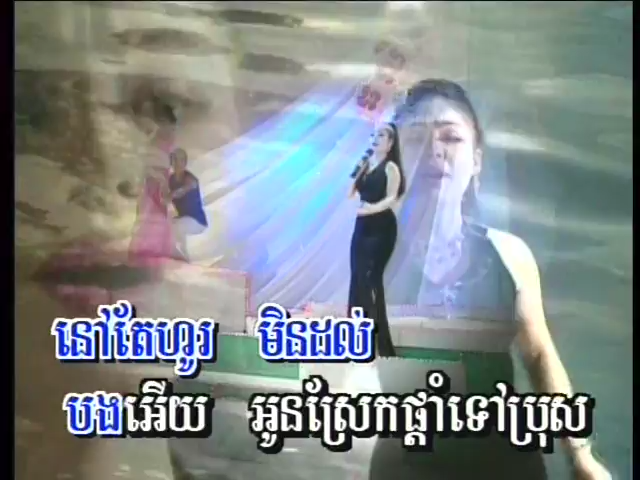 នៅតែហូរ មិនដល់
បងអើយ អូនស្រែកផ្ដាំទៅប្រុស